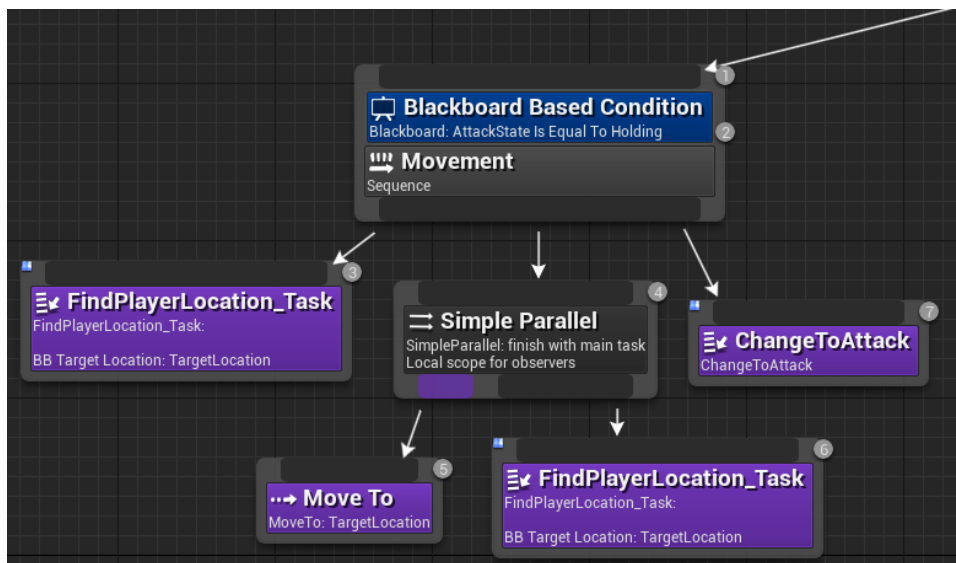 1
Blackboard Based Condition
Blackboard: AttackState Is Equal To Holding
2
Movement
Sequence
3
FindPlayerLocation_Task
FindPlayerLocation_Task:
BB Target Location: TargetLocation
4
Simple Parallel
SimpleParallel: finish with main task
Local scope for observers
7
ChangeToAttack
ChangeToAttack
5
Move To
MoveTo: TargetLocation
6
FindPlayerLocation_Task
FindPlayerLocation_Task:
BB Target Location: TargetLocation